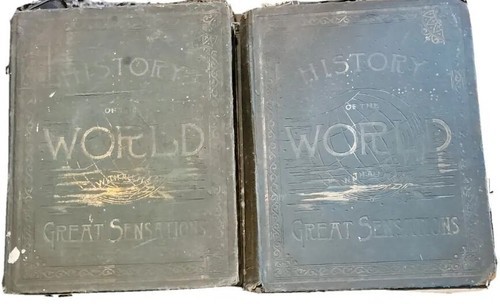 HISTORY
OF THE
WORLD
GREAT SENSATIONS
HISTORY
OF THE
WORLD
GREAT SENSATIONS